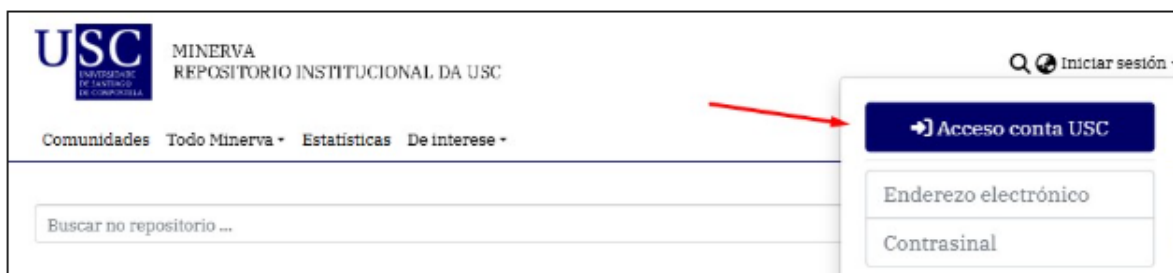 USC
UNIVERSIDADE
DE SANTIAGO
DE COMPOSTELA
MINERVA
REPOSITORIO INSTITUCIONAL DA USC
Iniciar sesión
Acceso conta USC
Comunidades Todo Minerva Estatísticas De interese
Enderezo electrónico
Buscar no repositorio ...
Contrasinal